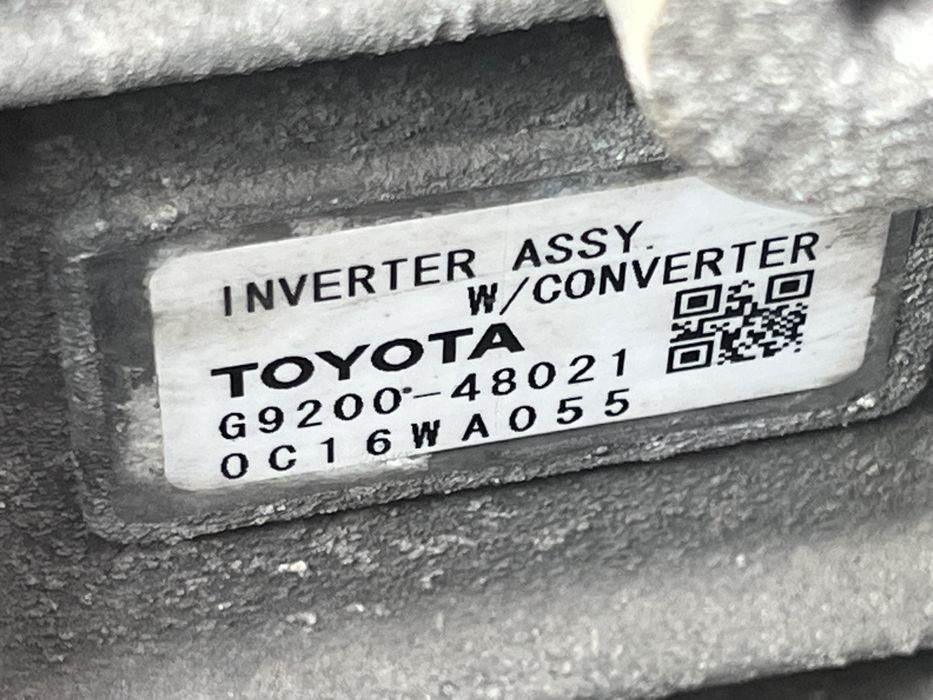 INVERTER ASSY.
W/CONVERTER
TOYOTA
G9200-48021
0C16WA055